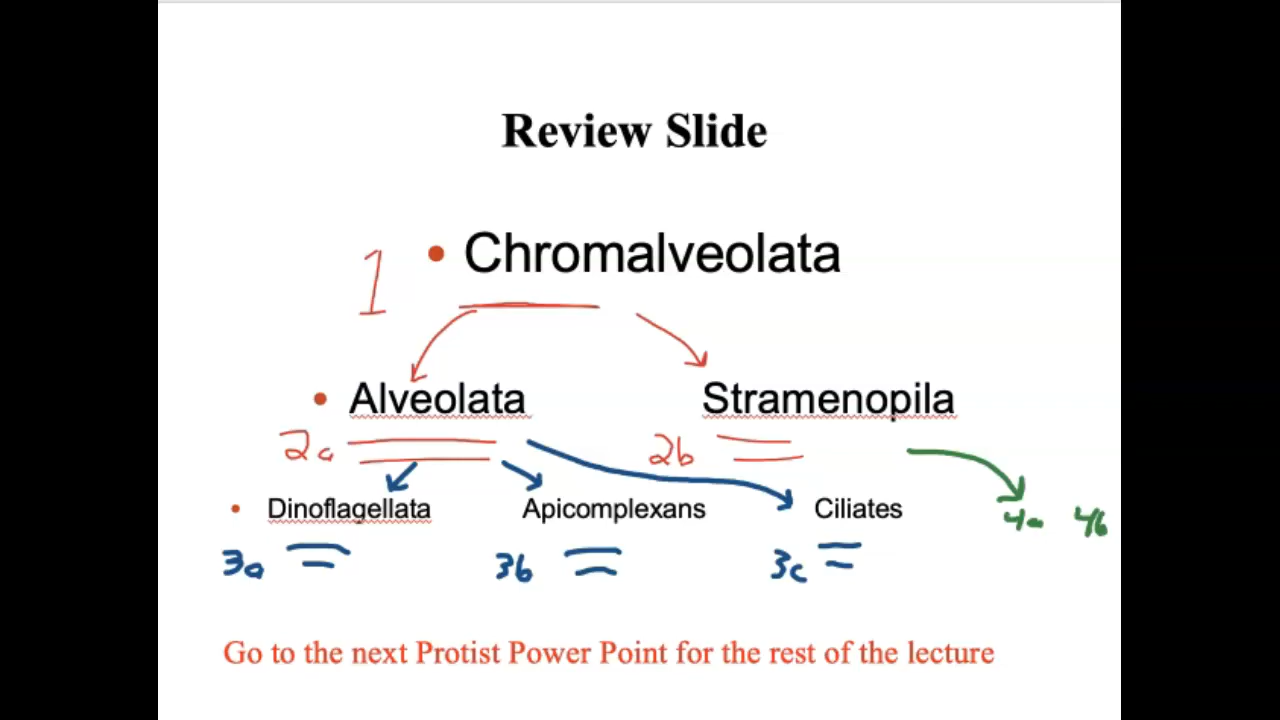 Review Slide
1 • Chromalveolata
• Alveolata Stramenopila
2a 2b
• Dinoflagellata Apicomplexans Ciliates
4a 4b
3a 3b 3c
Go to the next Protist Power Point for the rest of the lecture